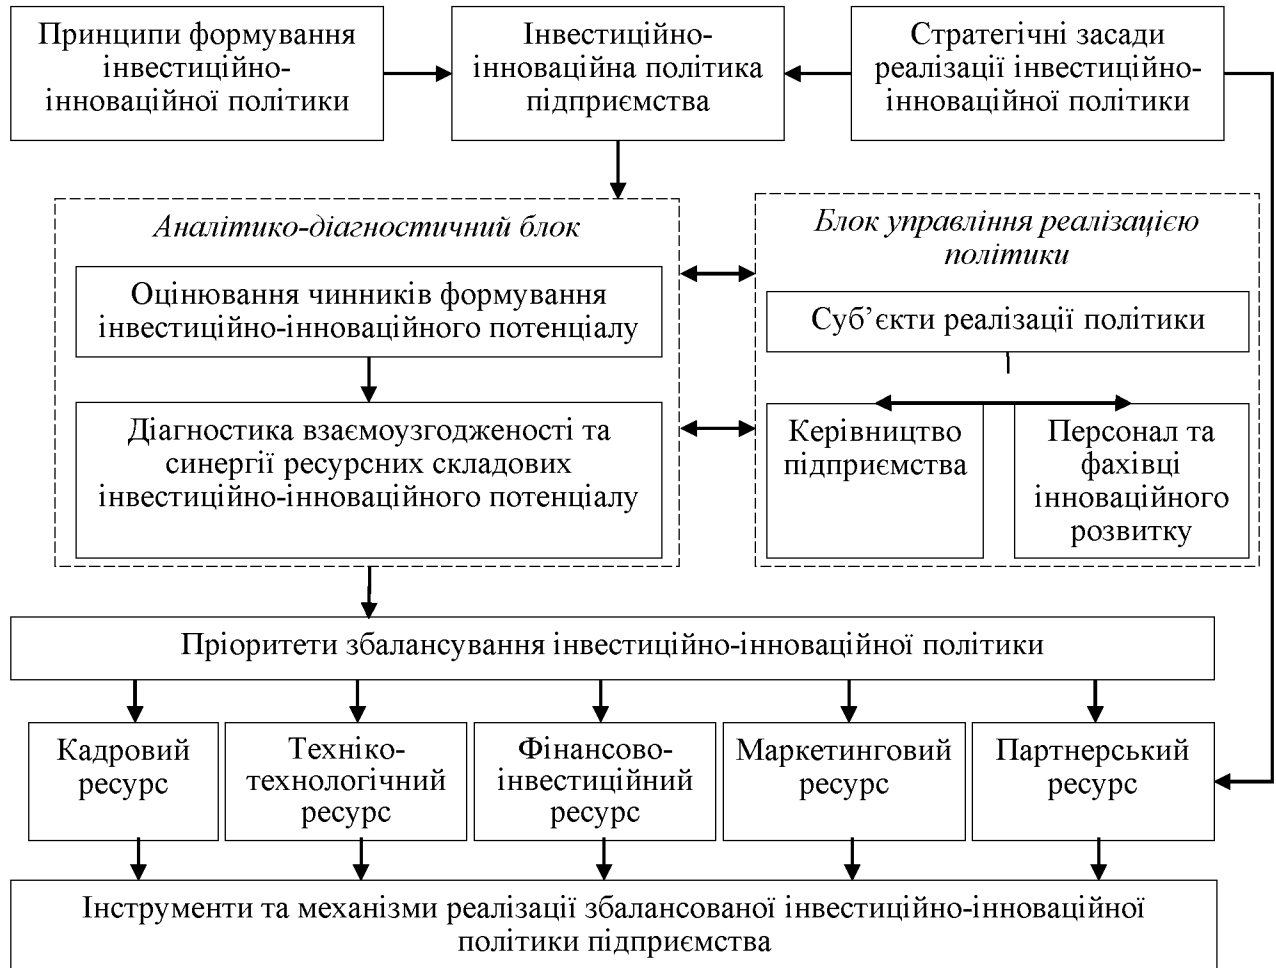 Принципи формування
інвестиційно-
інноваційної політики
Інвестиційно-
інноваційна політика
підприємства
Стратегічні засади
реалізації інвестиційно-
інноваційної політики
Аналітико-діагностичний блок
Оцінювання чинників формування
інвестиційно-інноваційного потенціалу
Діагностика взаємоузгодженості та
синергії ресурсних складових
інвестиційно-інноваційного потенціалу
Блок управління реалізацією
політики
Суб’єкти реалізації політики
Керівництво
підприємства
Персонал та
фахівці
інноваційного
розвитку
Пріоритети збалансування інвестиційно-інноваційної політики
Кадровий
ресурс
Техніко-
технологічний
ресурс
Фінансово-
інвестиційний
ресурс
Маркетинговий
ресурс
Партнерський
ресурс
Інструменти та механізми реалізації збалансованої інвестиційно-інноваційної
політики підприємства